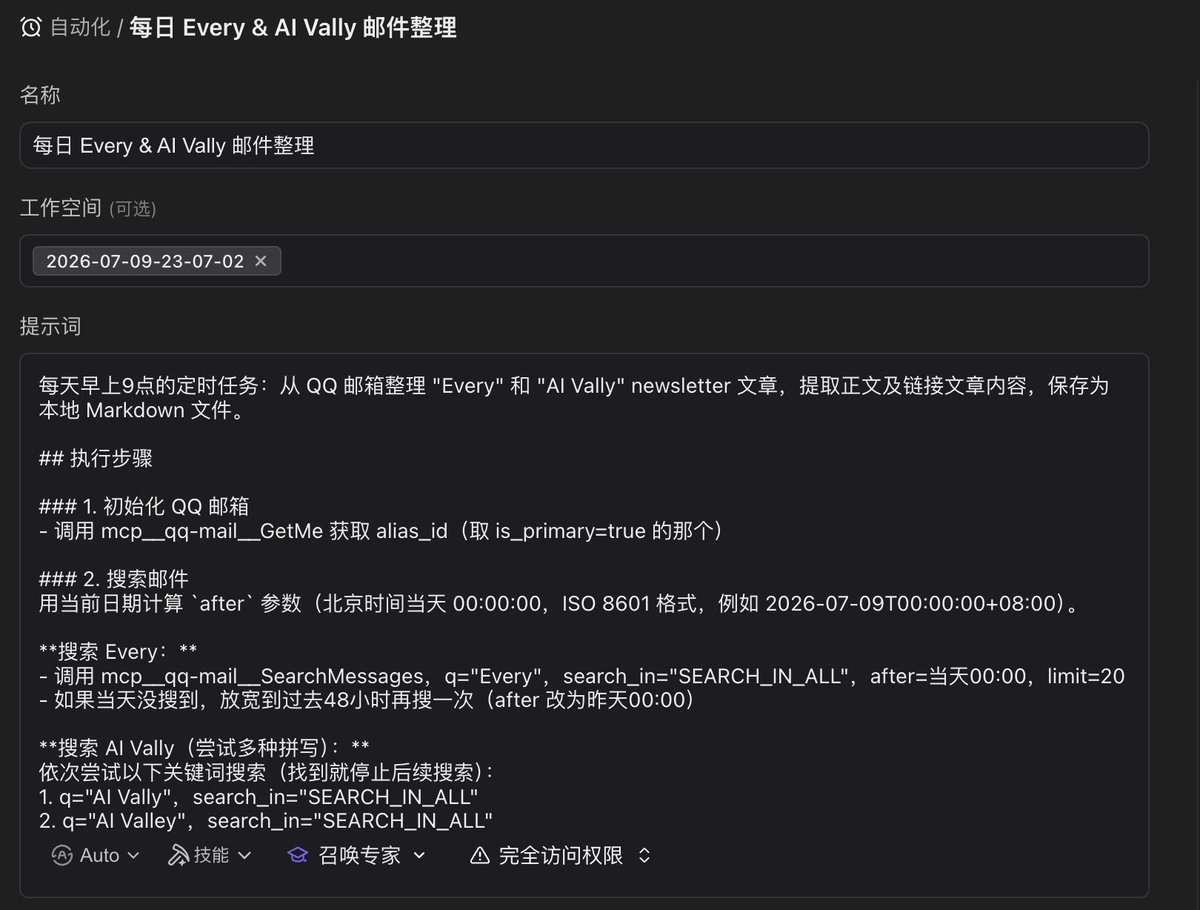 自动化 / 每日 Every & AI Vally 邮件整理
名称
每日 Every & AI Vally 邮件整理
工作空间 (可选)
2026-07-09-23-07-02 ×
提示词
每天早上9点的定时任务：从 QQ 邮箱整理 "Every" 和 "AI Vally" newsletter 文章，提取正文及链接文章内容，保存为
本地 Markdown 文件。
## 执行步骤
### 1. 初始化 QQ 邮箱
- 调用 mcp__qq-mail__GetMe 获取 alias_id（取 is_primary=true 的那个）
### 2. 搜索邮件
用当前日期计算 `after` 参数（北京时间当天 00:00:00，ISO 8601 格式，例如 2026-07-09T00:00:00+08:00）。
**搜索 Every：**
- 调用 mcp__qq-mail__SearchMessages，q="Every"，search_in="SEARCH_IN_ALL"，after=当天00:00，limit=20
- 如果当天没搜到，放宽到过去48小时再搜一次（after 改为昨天00:00）
**搜索 AI Vally（尝试多种拼写）：**
依次尝试以下关键词搜索（找到就停止后续搜索）：
1. q="AI Vally"，search_in="SEARCH_IN_ALL"
2. q="AI Valley"，search_in="SEARCH_IN_ALL"
Auto 技能 召唤专家 完全访问权限